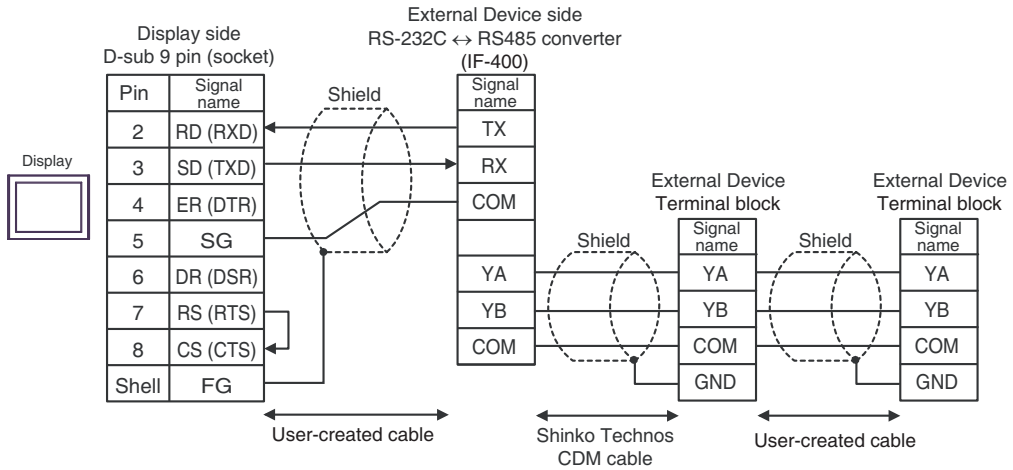 External Device side
RS-232C ↔ RS485 converter
(IF-400)
Display side
D-sub 9 pin (socket)
Display
Pin
Signal name
2 RD (RXD)
3 SD (TXD)
4 ER (DTR)
5 SG
6 DR (DSR)
7 RS (RTS)
8 CS (CTS)
Shell FG
Shield
Signal name
TX
RX
COM
YA
YB
COM
Shield
External Device
Terminal block
Signal name
YA
YB
COM
GND
Shield
External Device
Terminal block
Signal name
YA
YB
COM
GND
User-created cable
Shinko Technos
CDM cable
User-created cable